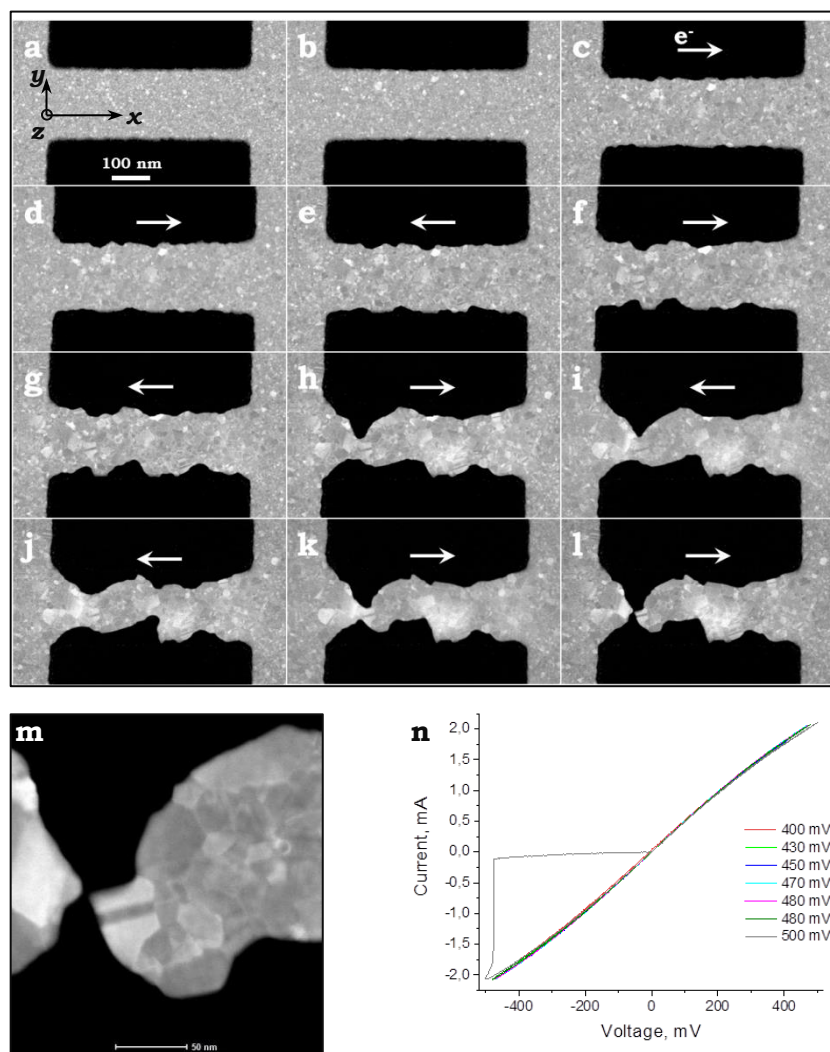 a
b
c
e-
y
x
z
100 nm
d
e
f
g
h
i
j
k
l
m
50 nm
n
Current, mA
2,0
1,5
1,0
0,5
0,0
-0,5
-1,0
-1,5
-2,0
-400
-200
0
200
400
Voltage, mV
400 mV
430 mV
450 mV
470 mV
480 mV
480 mV
500 mV